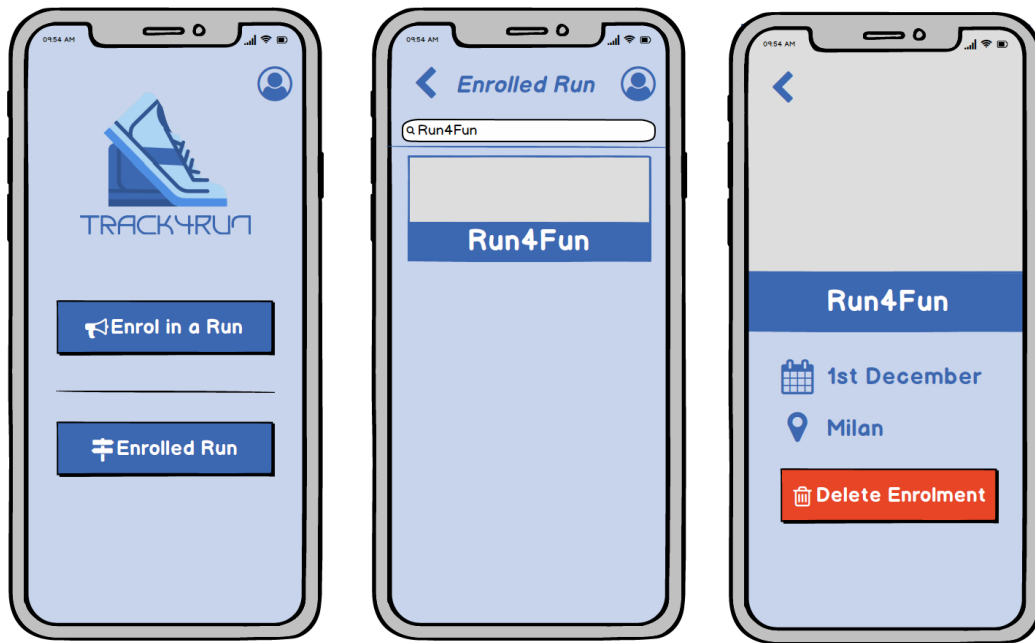 09:54 AM
TRACK4RUN
Enrol in a Run
Enrolled Run
09:54 AM
Enrolled Run
Run4Fun
Run4Fun
09:54 AM
Run4Fun
1st December
Milan
Delete Enrolment